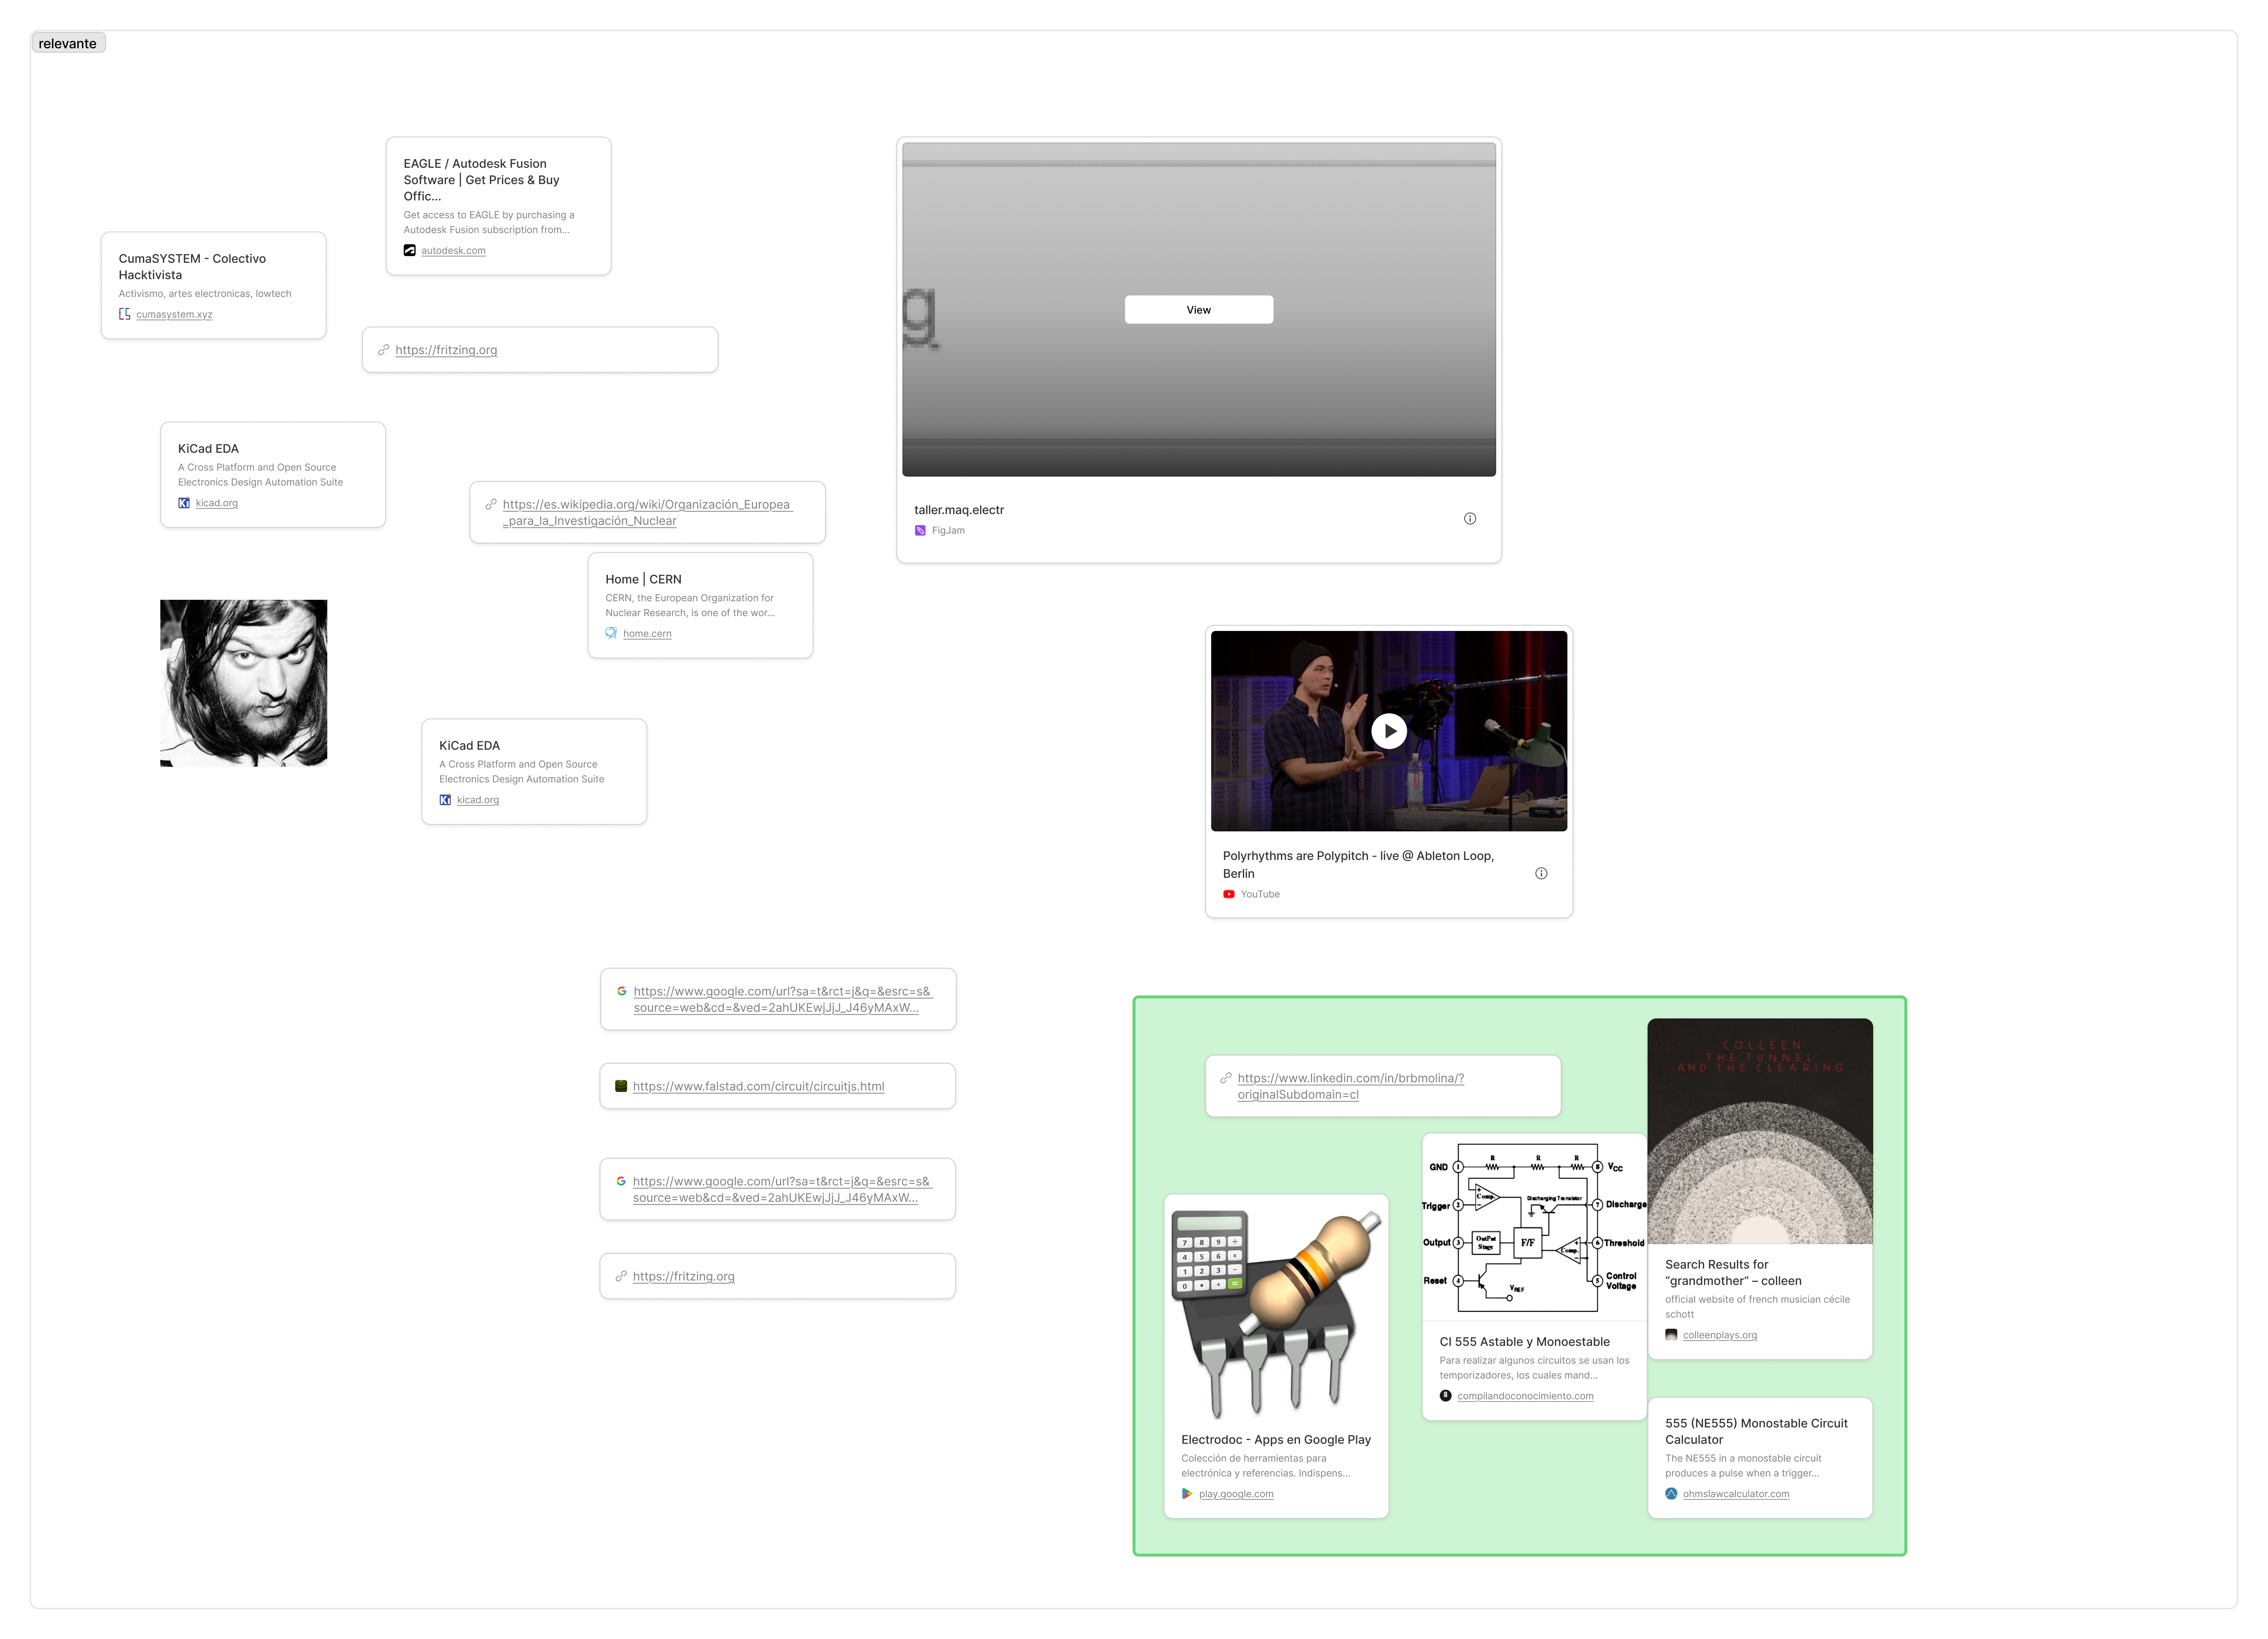 relevante
EAGLE / Autodesk Fusion
Software | Get Prices & Buy
Offic...
Get access to EAGLE by purchasing a
Autodesk Fusion subscription from...
autodesk.com
CumaSYSTEM - Colectivo
Hacktivista
Activismo, artes electronicas, lowtech
cumasystem.xyz
https://fritzing.org
KiCad EDA
A Cross Platform and Open Source
Electronics Design Automation Suite
kicad.org
https://es.wikipedia.org/wiki/Organización_Europea
_para_la_Investigación_Nuclear
Home | CERN
CERN, the European Organization for
Nuclear Research, is one of the wor...
home.cern
KiCad EDA
A Cross Platform and Open Source
Electronics Design Automation Suite
kicad.org
g
View
taller.maq.electr
FigJam
Polyrhythms are Polypitch - live @ Ableton Loop,
Berlin
YouTube
https://www.google.com/url?sa=t&rct=j&q=&esrc=s&
source=web&cd=&ved=2ahUKEwjJjJ_J46yMAxW...
https://www.falstad.com/circuit/circuitjs.html
https://www.google.com/url?sa=t&rct=j&q=&esrc=s&
source=web&cd=&ved=2ahUKEwjJjJ_J46yMAxW...
https://fritzing.org
https://www.linkedin.com/in/brbmolina/?
originalSubdomain=cl
7 8 9 ÷
4 5 6 ×
1 2 3 −
0 • + =
Electrodoc - Apps en Google Play
Colección de herramientas para
electrónica y referencias. Indispens...
play.google.com
R R R
GND 1 8 VCC
Comp.
Discharging Transistor
Trigger 2 7 Discharge
Output 3 OutPut Stage F/F Comp. 6 Threshold
Reset 4 VREF 5 Control
Voltage
CI 555 Astable y Monoestable
Para realizar algunos circuitos se usan los
temporizadores, los cuales mand...
compilandoconocimiento.com
COLLEEN
THE TUNNEL
AND THE CLEARING
Search Results for
“grandmother” – colleen
official website of french musician cécile
schott
colleenplays.org
555 (NE555) Monostable Circuit
Calculator
The NE555 in a monostable circuit
produces a pulse when a trigger...
ohmslawcalculator.com